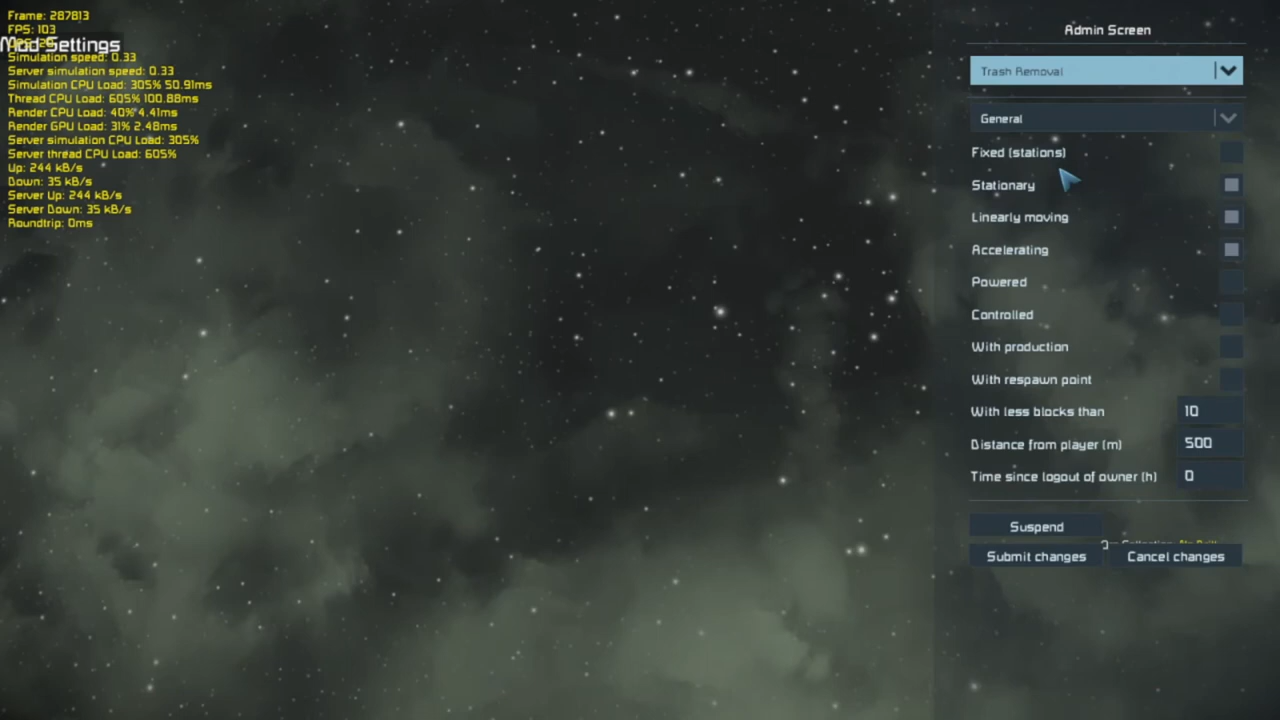 Frame: 287813
FPS: 103
Mod Settings
Simulation speed: 0.33
Server simulation speed: 0.33
Simulation CPU Load: 305% 50.91ms
Thread CPU Load: 605% 100.88ms
Render CPU Load: 40% 4.41ms
Render GPU Load: 31% 2.48ms
Server simulation CPU Load: 305%
Server thread CPU Load: 605%
Up: 244 kB/s
Down: 35 kB/s
Server Up: 244 kB/s
Server Down: 35 kB/s
Roundtrip: 0ms
Admin Screen
Trash Removal
General
Fixed (stations)
Stationary
Linearly moving
Accelerating
Powered
Controlled
With production
With respawn point
With less blocks than 10
Distance from player (m) 500
Time since logout of owner (h) 0
Suspend
Submit changes Cancel changes